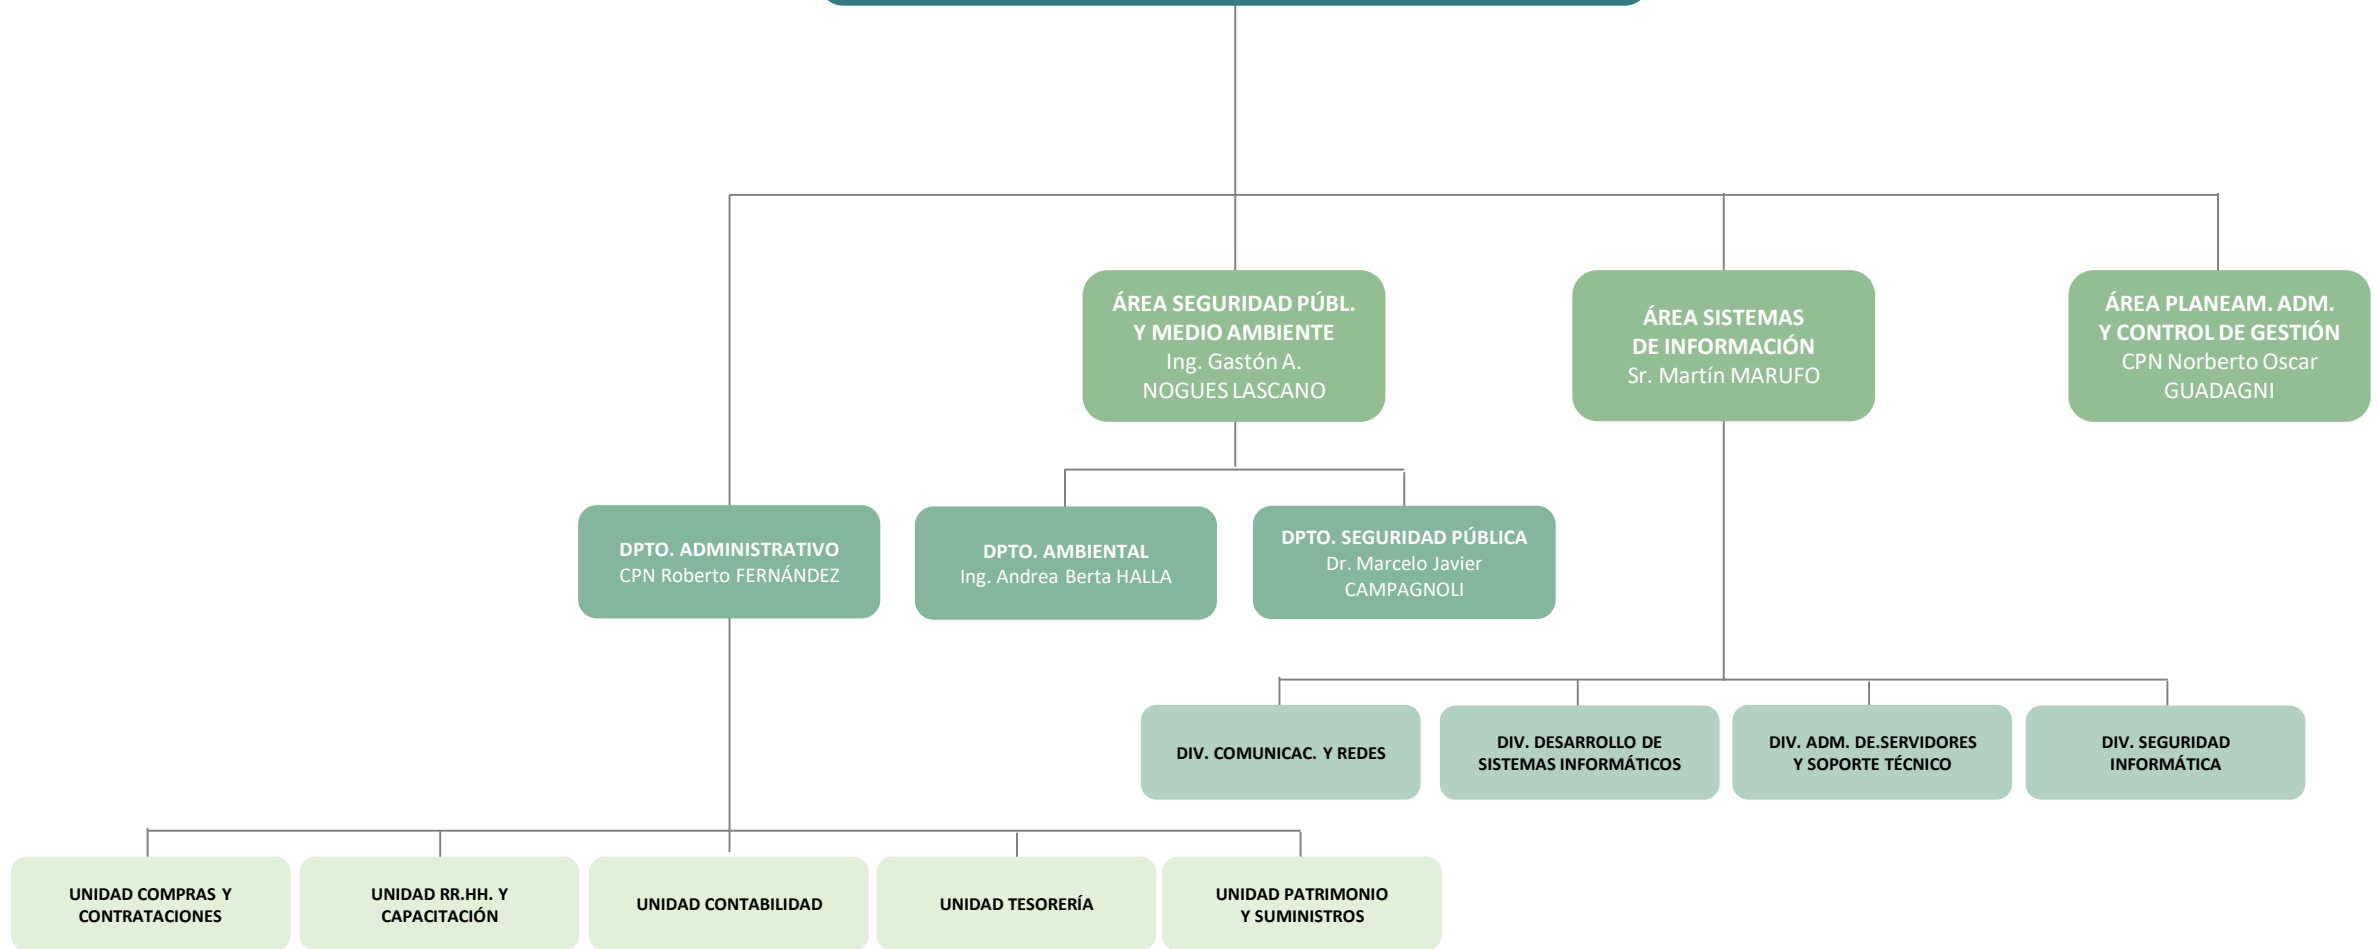 ÁREA SEGURIDAD PÚBL.
Y MEDIO AMBIENTE
Ing. Gastón A.
NOGUES LASCANO
ÁREA SISTEMAS
DE INFORMACIÓN
Sr. Martín MARUFO
ÁREA PLANEAM. ADM.
Y CONTROL DE GESTIÓN
CPN Norberto Oscar
GUADAGNI
DPTO. ADMINISTRATIVO
CPN Roberto FERNÁNDEZ
DPTO. AMBIENTAL
Ing. Andrea Berta HALLA
DPTO. SEGURIDAD PÚBLICA
Dr. Marcelo Javier
CAMPAGNOLI
DIV. COMUNICAC. Y REDES
DIV. DESARROLLO DE
SISTEMAS INFORMÁTICOS
DIV. ADM. DE.SERVIDORES
Y SOPORTE TÉCNICO
DIV. SEGURIDAD
INFORMÁTICA
UNIDAD COMPRAS Y
CONTRATACIONES
UNIDAD RR.HH. Y
CAPACITACIÓN
UNIDAD CONTABILIDAD
UNIDAD TESORERÍA
UNIDAD PATRIMONIO
Y SUMINISTROS